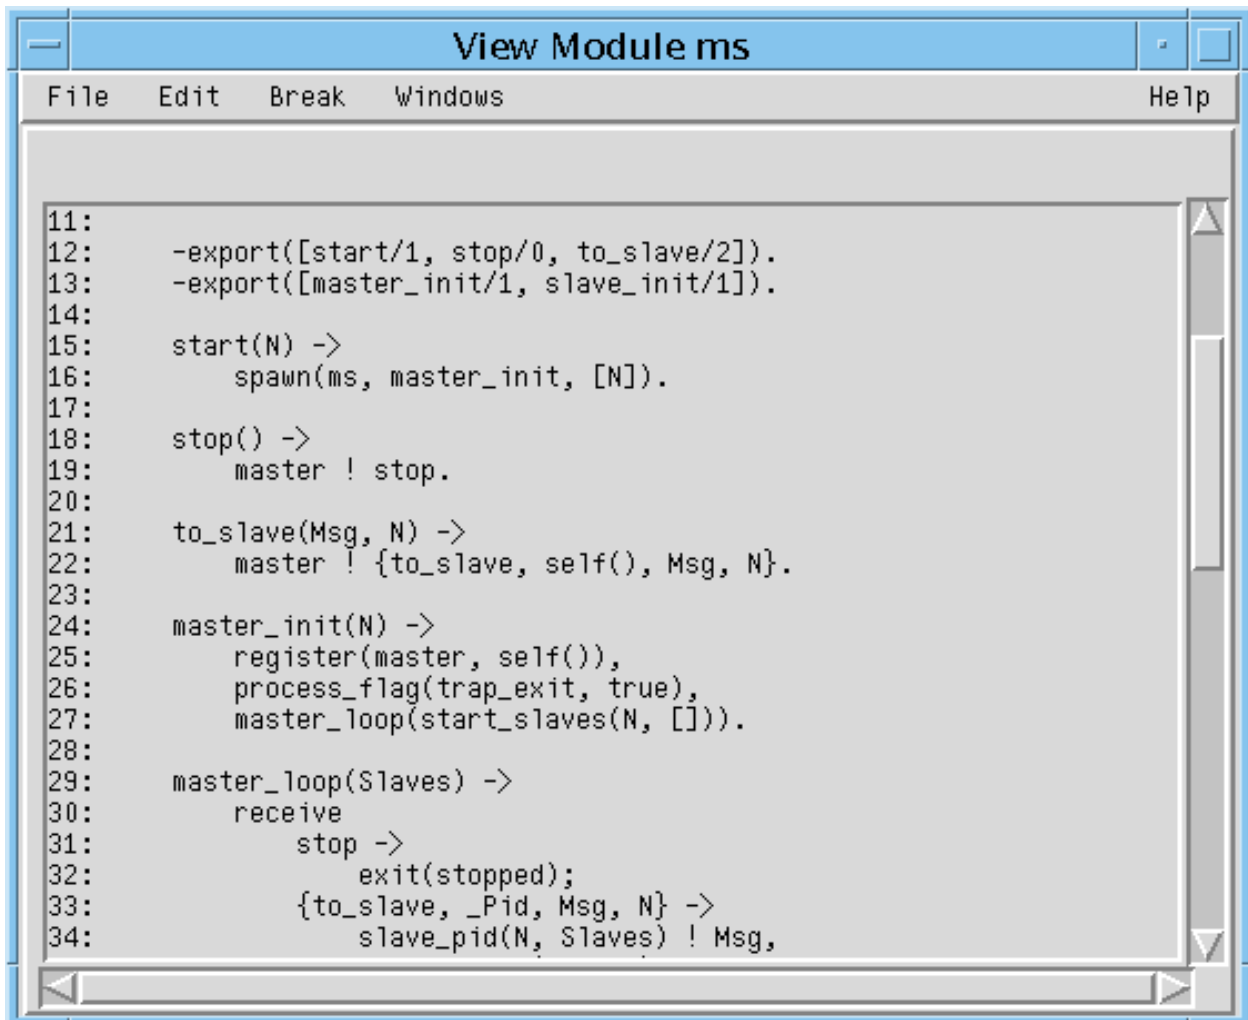 View Module ms
File Edit Break Windows Help
11:
12:     -export([start/1, stop/0, to_slave/2]).
13:     -export([master_init/1, slave_init/1]).
14:
15:     start(N) ->
16:         spawn(ms, master_init, [N]).
17:
18:     stop() ->
19:         master ! stop.
20:
21:     to_slave(Msg, N) ->
22:         master ! {to_slave, self(), Msg, N}.
23:
24:     master_init(N) ->
25:         register(master, self()),
26:         process_flag(trap_exit, true),
27:         master_loop(start_slaves(N, [])).
28:
29:     master_loop(Slaves) ->
30:         receive
31:             stop ->
32:                 exit(stopped);
33:             {to_slave, _Pid, Msg, N} ->
34:                 slave_pid(N, Slaves) ! Msg,